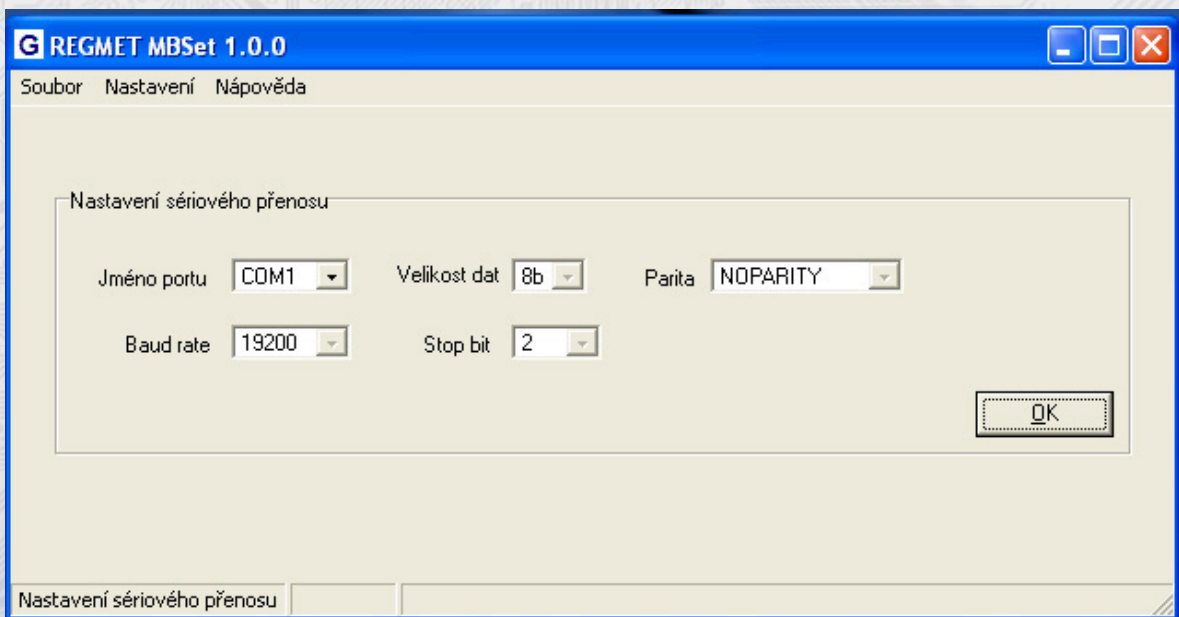 G REGMET MBSet 1.0.0
Soubor Nastavení Nápověda
Nastavení sériového přenosu
Jméno portu COM1 Velikost dat 8b Parita NOPARITY
Baud rate 19200 Stop bit 2
OK
Nastavení sériového přenosu